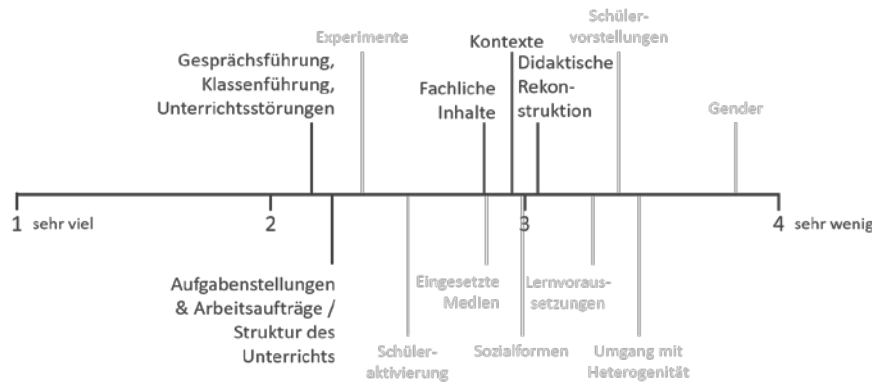 Schüler-
vorstellungen
Experimente
Kontexte
Gesprächsführung,
Klassenführung,
Unterrichtsstörungen
Didaktische
Rekon-
struktion
Fachliche
Inhalte
Gender
1 sehr viel
2
3
4 sehr wenig
Aufgabenstellungen
& Arbeitsaufträge /
Struktur des
Unterrichts
Eingesetzte
Medien
Lernvoraus-
setzungen
Schüler-
aktivierung
Sozialformen
Umgang mit
Heterogenität